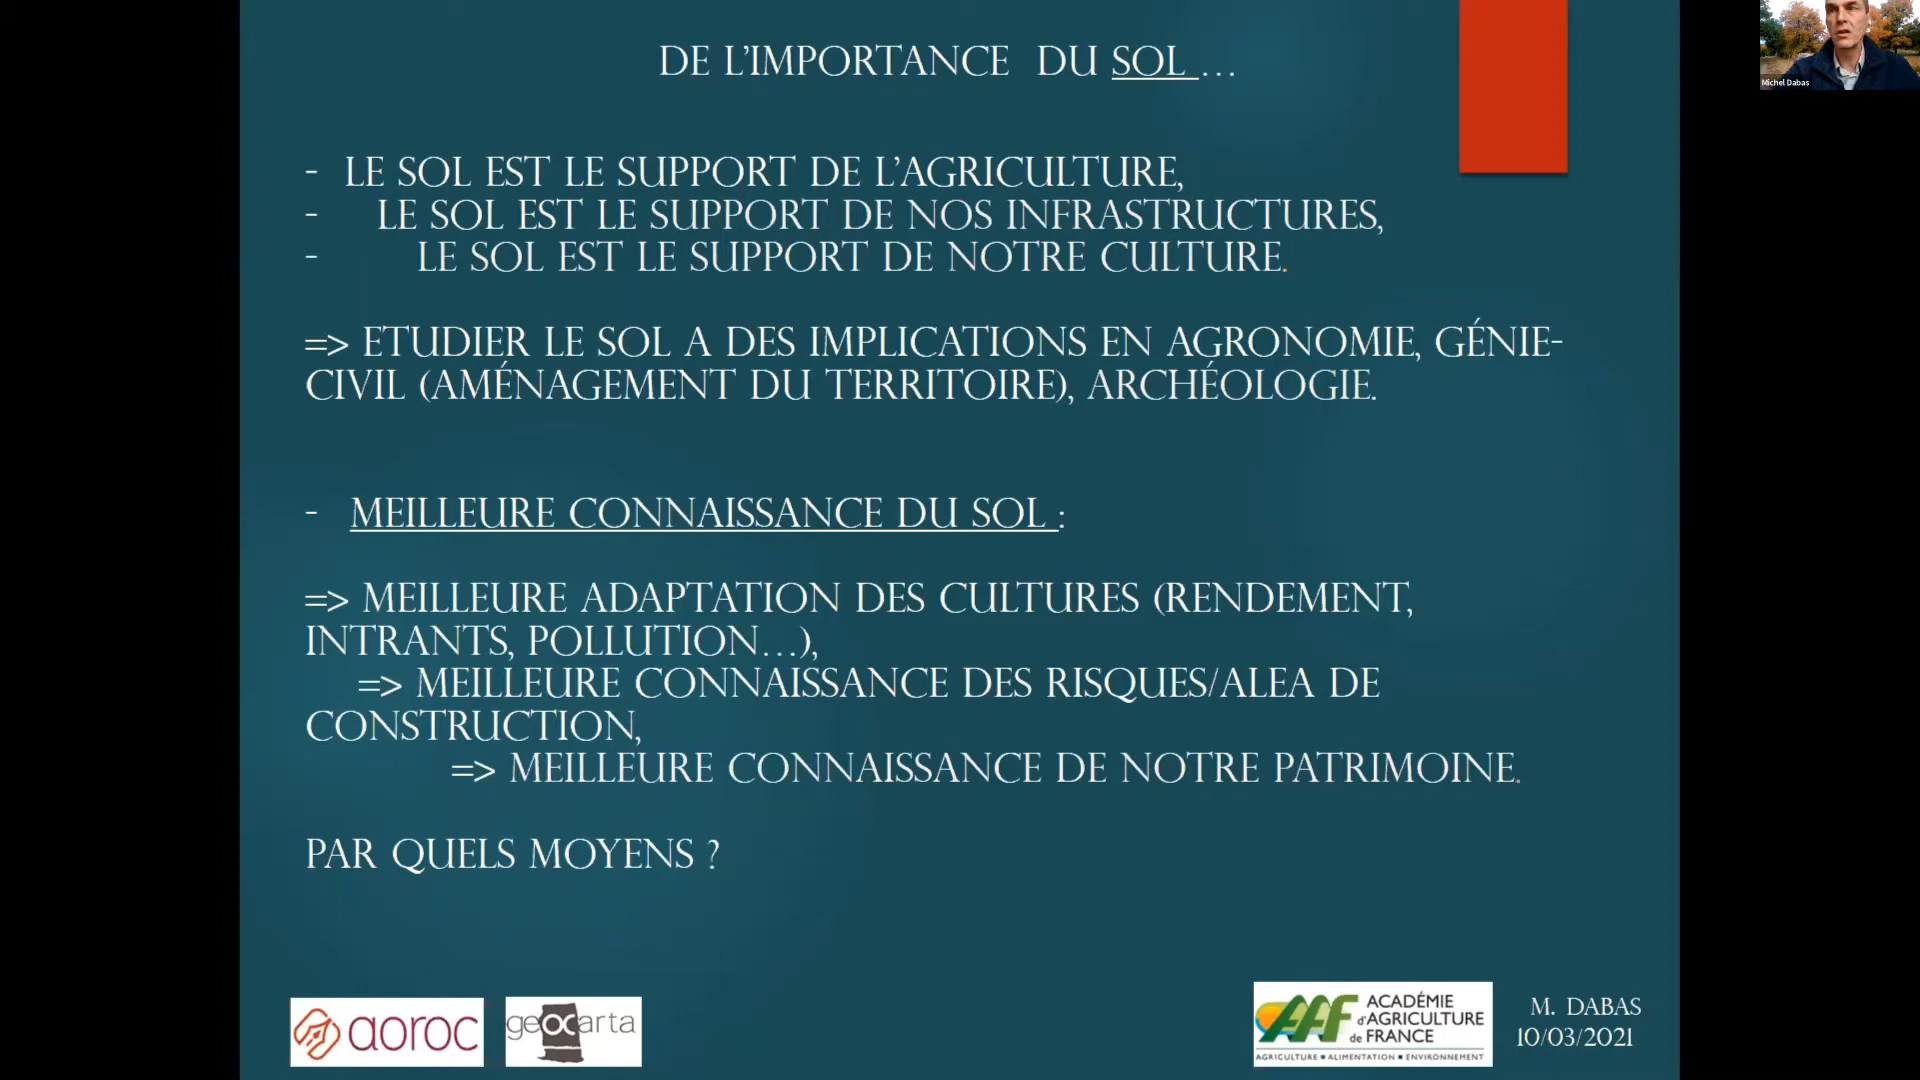 DE L'IMPORTANCE DU SOL ...
Michel Dabas
- LE SOL EST LE SUPPORT DE L'AGRICULTURE,
- LE SOL EST LE SUPPORT DE NOS INFRASTRUCTURES,
- LE SOL EST LE SUPPORT DE NOTRE CULTURE.
=> ETUDIER LE SOL A DES IMPLICATIONS EN AGRONOMIE, GÉNIE-
CIVIL (AMÉNAGEMENT DU TERRITOIRE), ARCHÉOLOGIE.
- MEILLEURE CONNAISSANCE DU SOL :
=> MEILLEURE ADAPTATION DES CULTURES (RENDEMENT,
INTRANTS, POLLUTION...),
=> MEILLEURE CONNAISSANCE DES RISQUES/ALEA DE
CONSTRUCTION,
=> MEILLEURE CONNAISSANCE DE NOTRE PATRIMOINE.
PAR QUELS MOYENS ?
aoroc
geocarta
AAF
ACADÉMIE
d'AGRICULTURE
de FRANCE
AGRICULTURE ■ ALIMENTATION ■ ENVIRONNEMENT
M. DABAS
10/03/2021